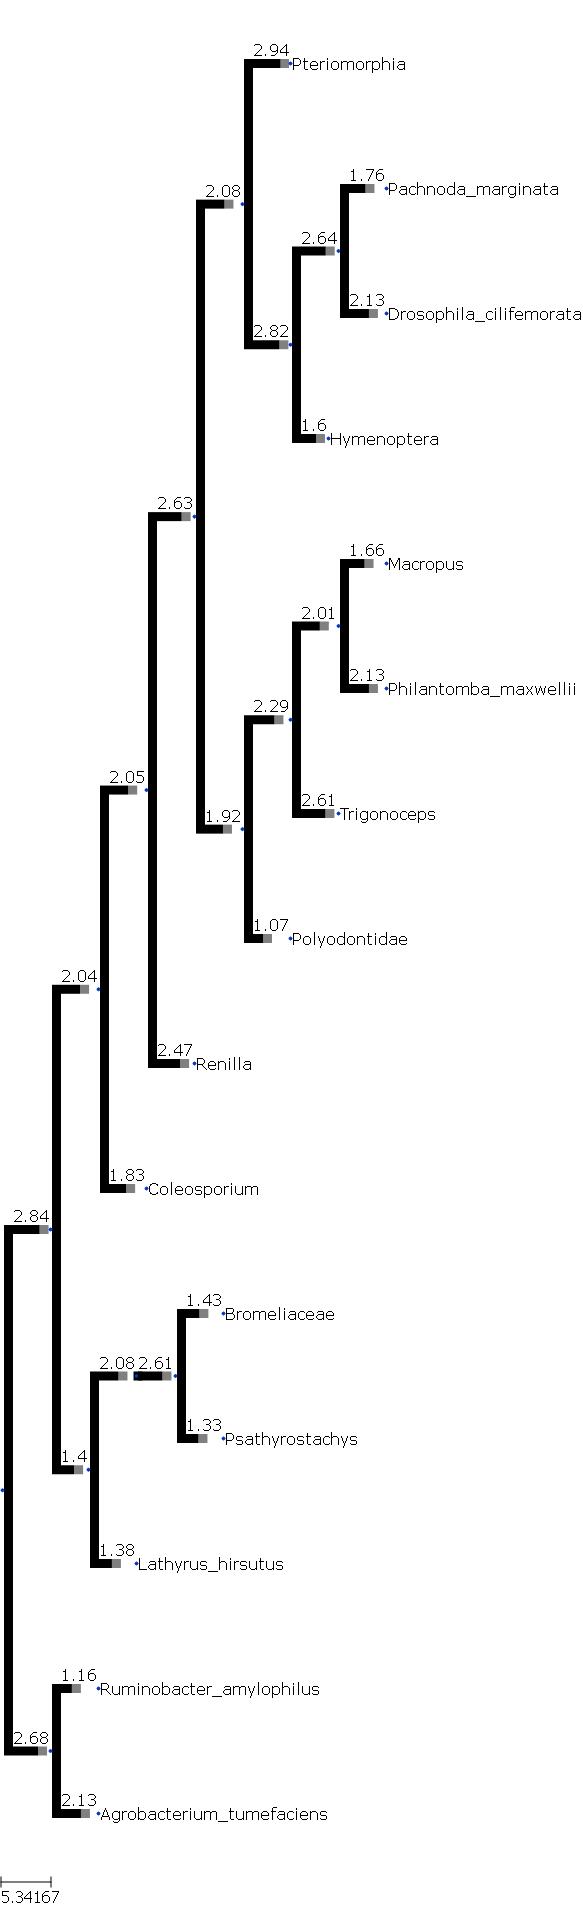 2.94
Pteriomorphia
1.76
Pachnoda_marginata
2.08
2.64
2.13
Drosophila_cilifemorata
2.82
1.6
Hymenoptera
2.63
1.66
Macropus
2.01
2.13
Philantomba_maxwellii
2.29
2.05
2.61
Trigonoceps
1.92
1.07
Polyodontidae
2.04
2.47
Renilla
1.83
Coleosporium
2.84
1.43
Bromeliaceae
2.08 2.61
1.33
Psathyrostachys
1.4
1.38
Lathyrus_hirsutus
1.16
Ruminobacter_amylophilus
2.68
2.13
Agrobacterium_tumefaciens
5.34167